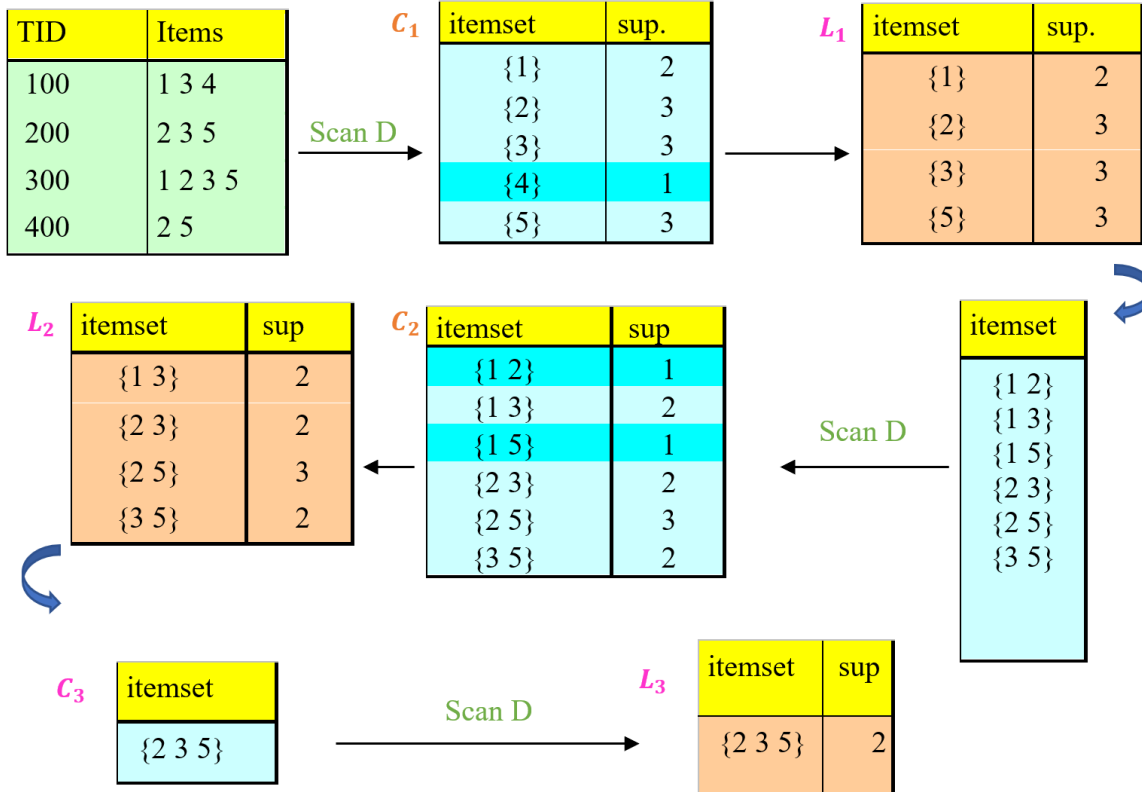 TID Items
100 1 3 4
200 2 3 5
300 1 2 3 5
400 2 5
Scan D
C₁
itemset sup.
{1} 2
{2} 3
{3} 3
{4} 1
{5} 3
L₁
itemset sup.
{1} 2
{2} 3
{3} 3
{5} 3
L₂
itemset sup
{1 3} 2
{2 3} 2
{2 5} 3
{3 5} 2
C₂
itemset sup
{1 2} 1
{1 3} 2
{1 5} 1
{2 3} 2
{2 5} 3
{3 5} 2
Scan D
itemset
{1 2}
{1 3}
{1 5}
{2 3}
{2 5}
{3 5}
C₃
itemset
{2 3 5}
Scan D
L₃
itemset sup
{2 3 5} 2